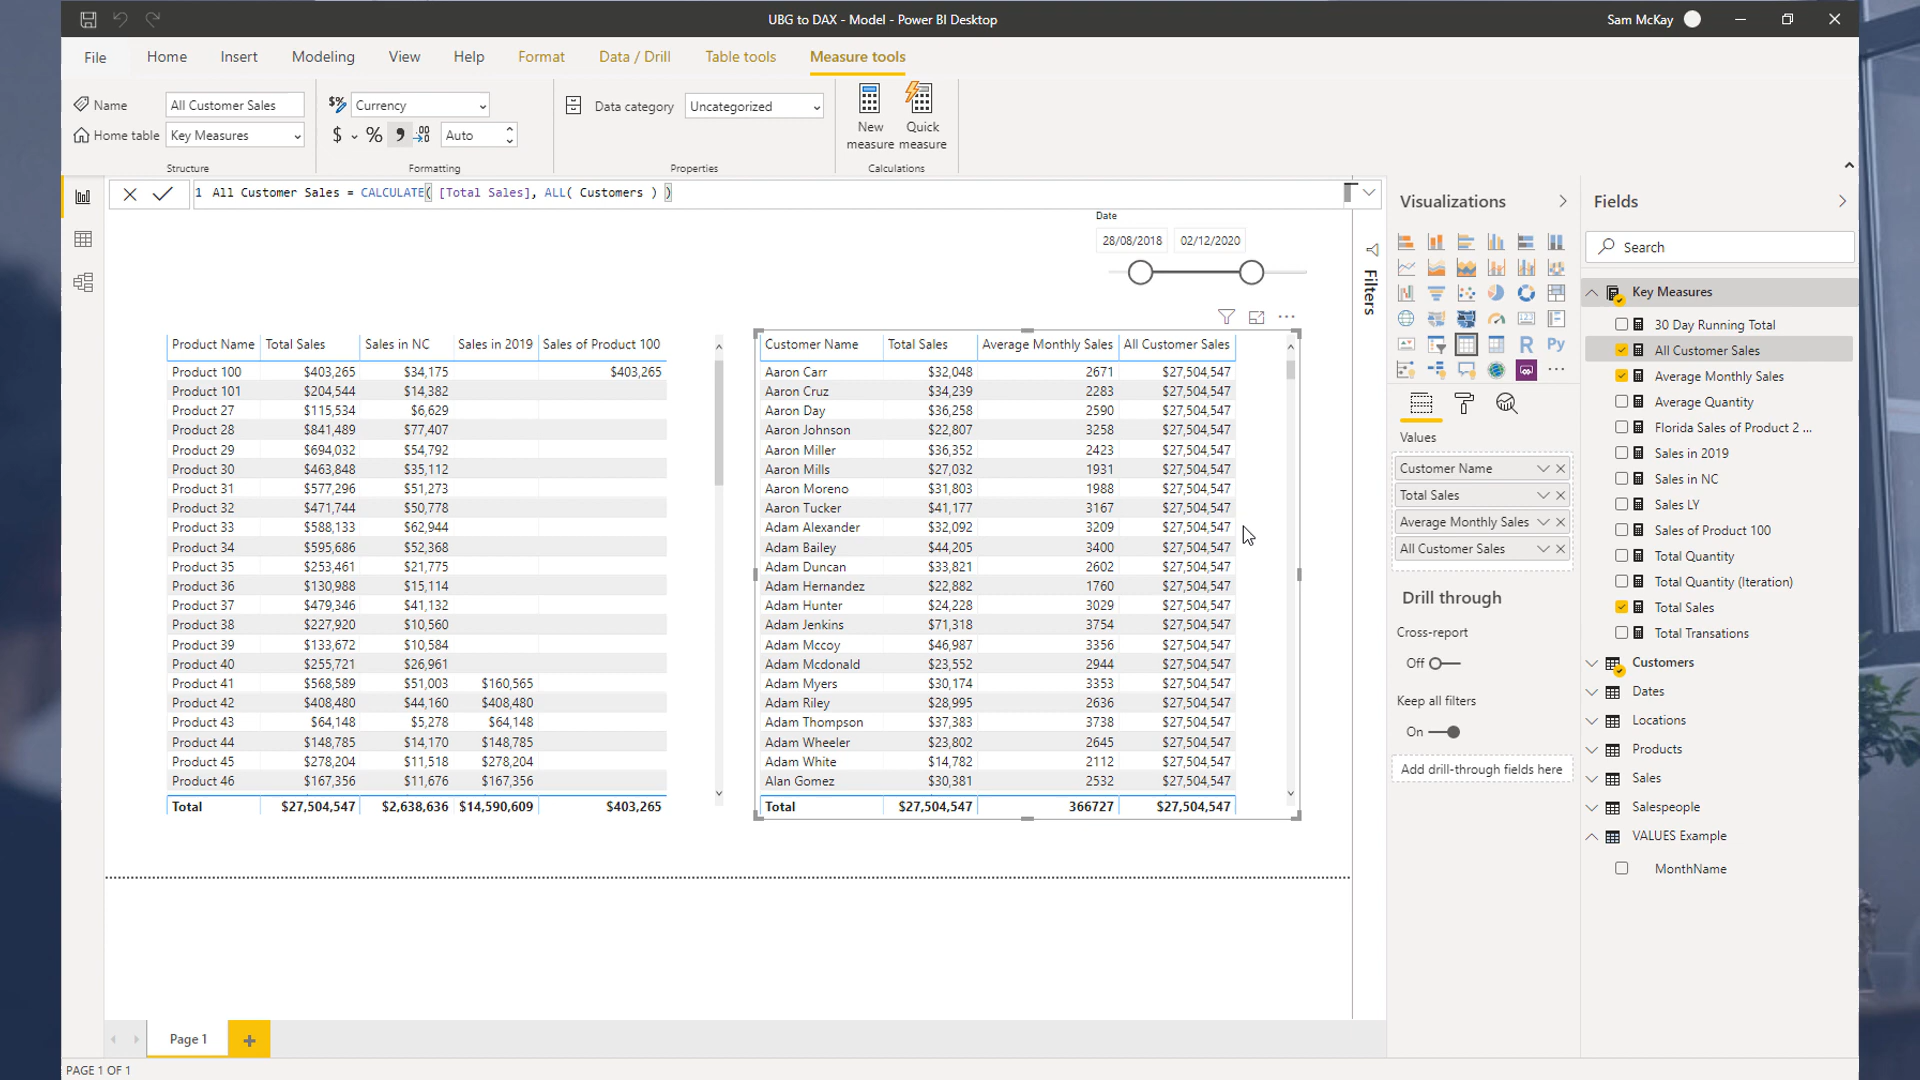 UBG to DAX - Model - Power BI Desktop
Sam McKay
File Home Insert Modeling View Help Format Data / Drill Table tools Measure tools
Name All Customer Sales
Home table Key Measures
Structure
Currency
$ % 9 Auto
Formatting
Data category Uncategorized
Properties
New measure
Quick measure
Calculations
1 All Customer Sales = CALCULATE( [Total Sales], ALL( Customers ) )
Date
28/08/2018 02/12/2020
Product Name Total Sales Sales in NC Sales in 2019 Sales of Product 100
Product 100 $403,265 $34,175 $403,265
Product 101 $204,544 $14,382
Product 27 $115,534 $6,629
Product 28 $841,489 $77,407
Product 29 $694,032 $54,792
Product 30 $463,848 $35,112
Product 31 $577,296 $51,273
Product 32 $471,744 $50,778
Product 33 $588,133 $62,944
Product 34 $595,686 $52,368
Product 35 $253,461 $21,775
Product 36 $130,988 $15,114
Product 37 $479,346 $41,132
Product 38 $227,920 $10,560
Product 39 $133,672 $10,584
Product 40 $255,721 $26,961
Product 41 $568,589 $51,003 $160,565
Product 42 $408,480 $44,160 $408,480
Product 43 $64,148 $5,278 $64,148
Product 44 $148,785 $14,170 $148,785
Product 45 $278,204 $11,518 $278,204
Product 46 $167,356 $11,676 $167,356
Total $27,504,547 $2,638,636 $14,590,609 $403,265
Customer Name Total Sales Average Monthly Sales All Customer Sales
Aaron Carr $32,048 2671 $27,504,547
Aaron Cruz $34,239 2283 $27,504,547
Aaron Day $36,258 2590 $27,504,547
Aaron Johnson $22,807 3258 $27,504,547
Aaron Miller $36,352 2423 $27,504,547
Aaron Mills $27,032 1931 $27,504,547
Aaron Moreno $31,803 1988 $27,504,547
Aaron Tucker $41,177 3167 $27,504,547
Adam Alexander $32,092 3209 $27,504,547
Adam Bailey $44,205 3400 $27,504,547
Adam Duncan $33,821 2602 $27,504,547
Adam Hernandez $22,882 1760 $27,504,547
Adam Hunter $24,228 3029 $27,504,547
Adam Jenkins $71,318 3754 $27,504,547
Adam Mccoy $46,987 3356 $27,504,547
Adam Mcdonald $23,552 2944 $27,504,547
Adam Myers $30,174 3353 $27,504,547
Adam Riley $28,995 2636 $27,504,547
Adam Thompson $37,383 3738 $27,504,547
Adam Wheeler $23,802 2645 $27,504,547
Adam White $14,782 2112 $27,504,547
Alan Gomez $30,381 2532 $27,504,547
Total $27,504,547 366727 $27,504,547
Filters
Visualizations
R Py
Values
Customer Name
Total Sales
Average Monthly Sales
All Customer Sales
Drill through
Cross-report
Off
Keep all filters
On
Add drill-through fields here
Fields
Search
Key Measures
30 Day Running Total
All Customer Sales
Average Monthly Sales
Average Quantity
Florida Sales of Product 2 ...
Sales in 2019
Sales in NC
Sales LY
Sales of Product 100
Total Quantity
Total Quantity (Iteration)
Total Sales
Total Transations
Customers
Dates
Locations
Products
Sales
Salespeople
VALUES Example
MonthName
Page 1
PAGE 1 OF 1